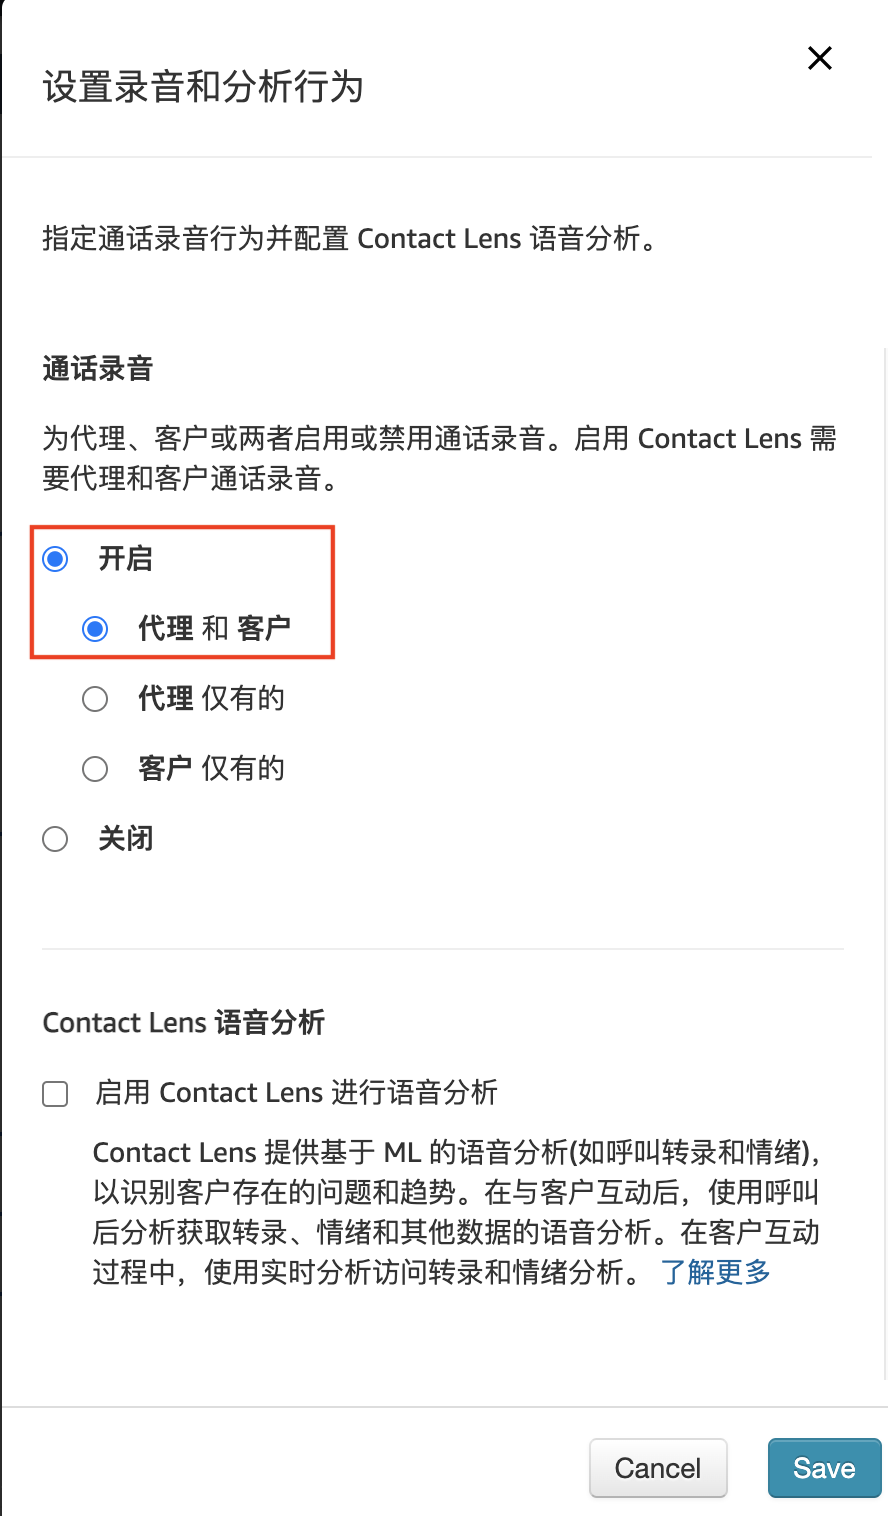 设置录音和分析行为
指定通话录音行为并配置 Contact Lens 语音分析。
通话录音
为代理、客户或两者启用或禁用通话录音。启用 Contact Lens 需
要代理和客户通话录音。
开启
代理 和 客户
代理 仅有的
客户 仅有的
关闭
Contact Lens 语音分析
启用 Contact Lens 进行语音分析
Contact Lens 提供基于 ML 的语音分析(如呼叫转录和情绪),
以识别客户存在的问题和趋势。在与客户互动后，使用呼叫
后分析获取转录、情绪和其他数据的语音分析。在客户互动
过程中，使用实时分析访问转录和情绪分析。 了解更多
Cancel
Save